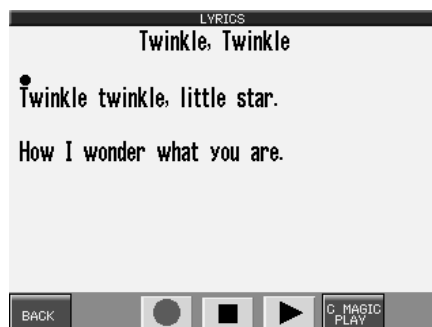 LYRICS
Twinkle, Twinkle
Twinkle twinkle, little star.
How I wonder what you are.
BACK
C MAGIC
PLAY